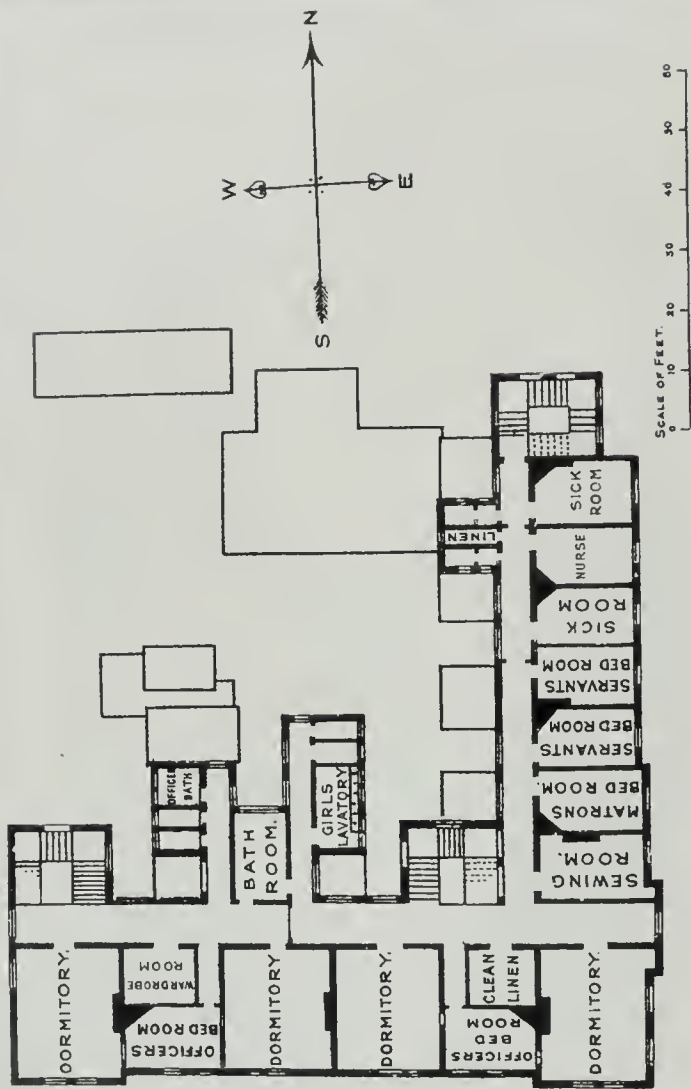 N
W
E
S
SCALE OF FEET.
0 10 20 30 40 50 60
SICK
ROOM
NURSE
SICK
ROOM
SERVANTS
BED ROOM
SERVANTS
BED ROOM
MATRONS
BED ROOM.
SEWING
ROOM.
LINEN
OFFICER
BATH
BATH
ROOM.
GIRLS
LAVATORY
DORMITORY.
WARDROBE
ROOM
OFFICERS
BED ROOM
DORMITORY.
DORMITORY.
CLEAN
LINEN
OFFICERS
BED
ROOM
DORMITORY.